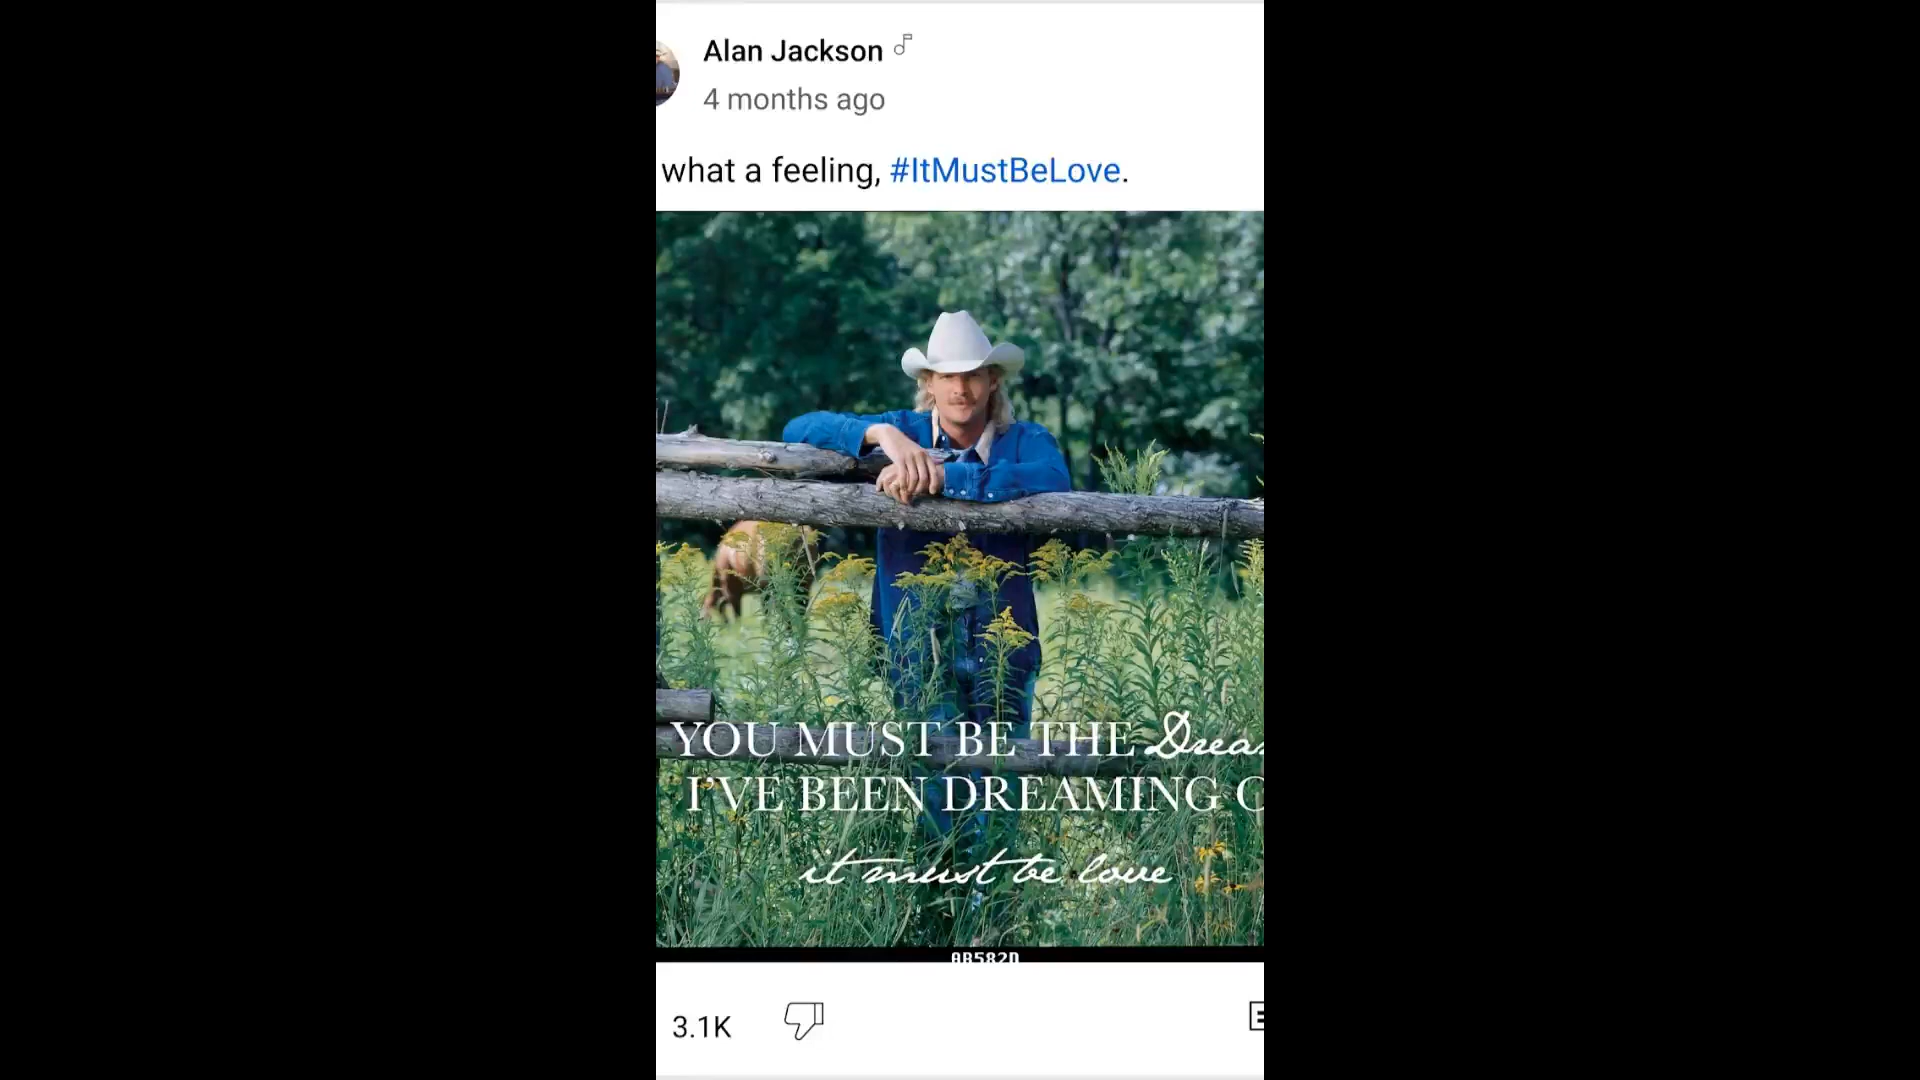 Alan Jackson
4 months ago
what a feeling, #ItMustBeLove.
YOU MUST BE THE
I'VE BEEN DREAMING
it must be love
AR582D
3.1K